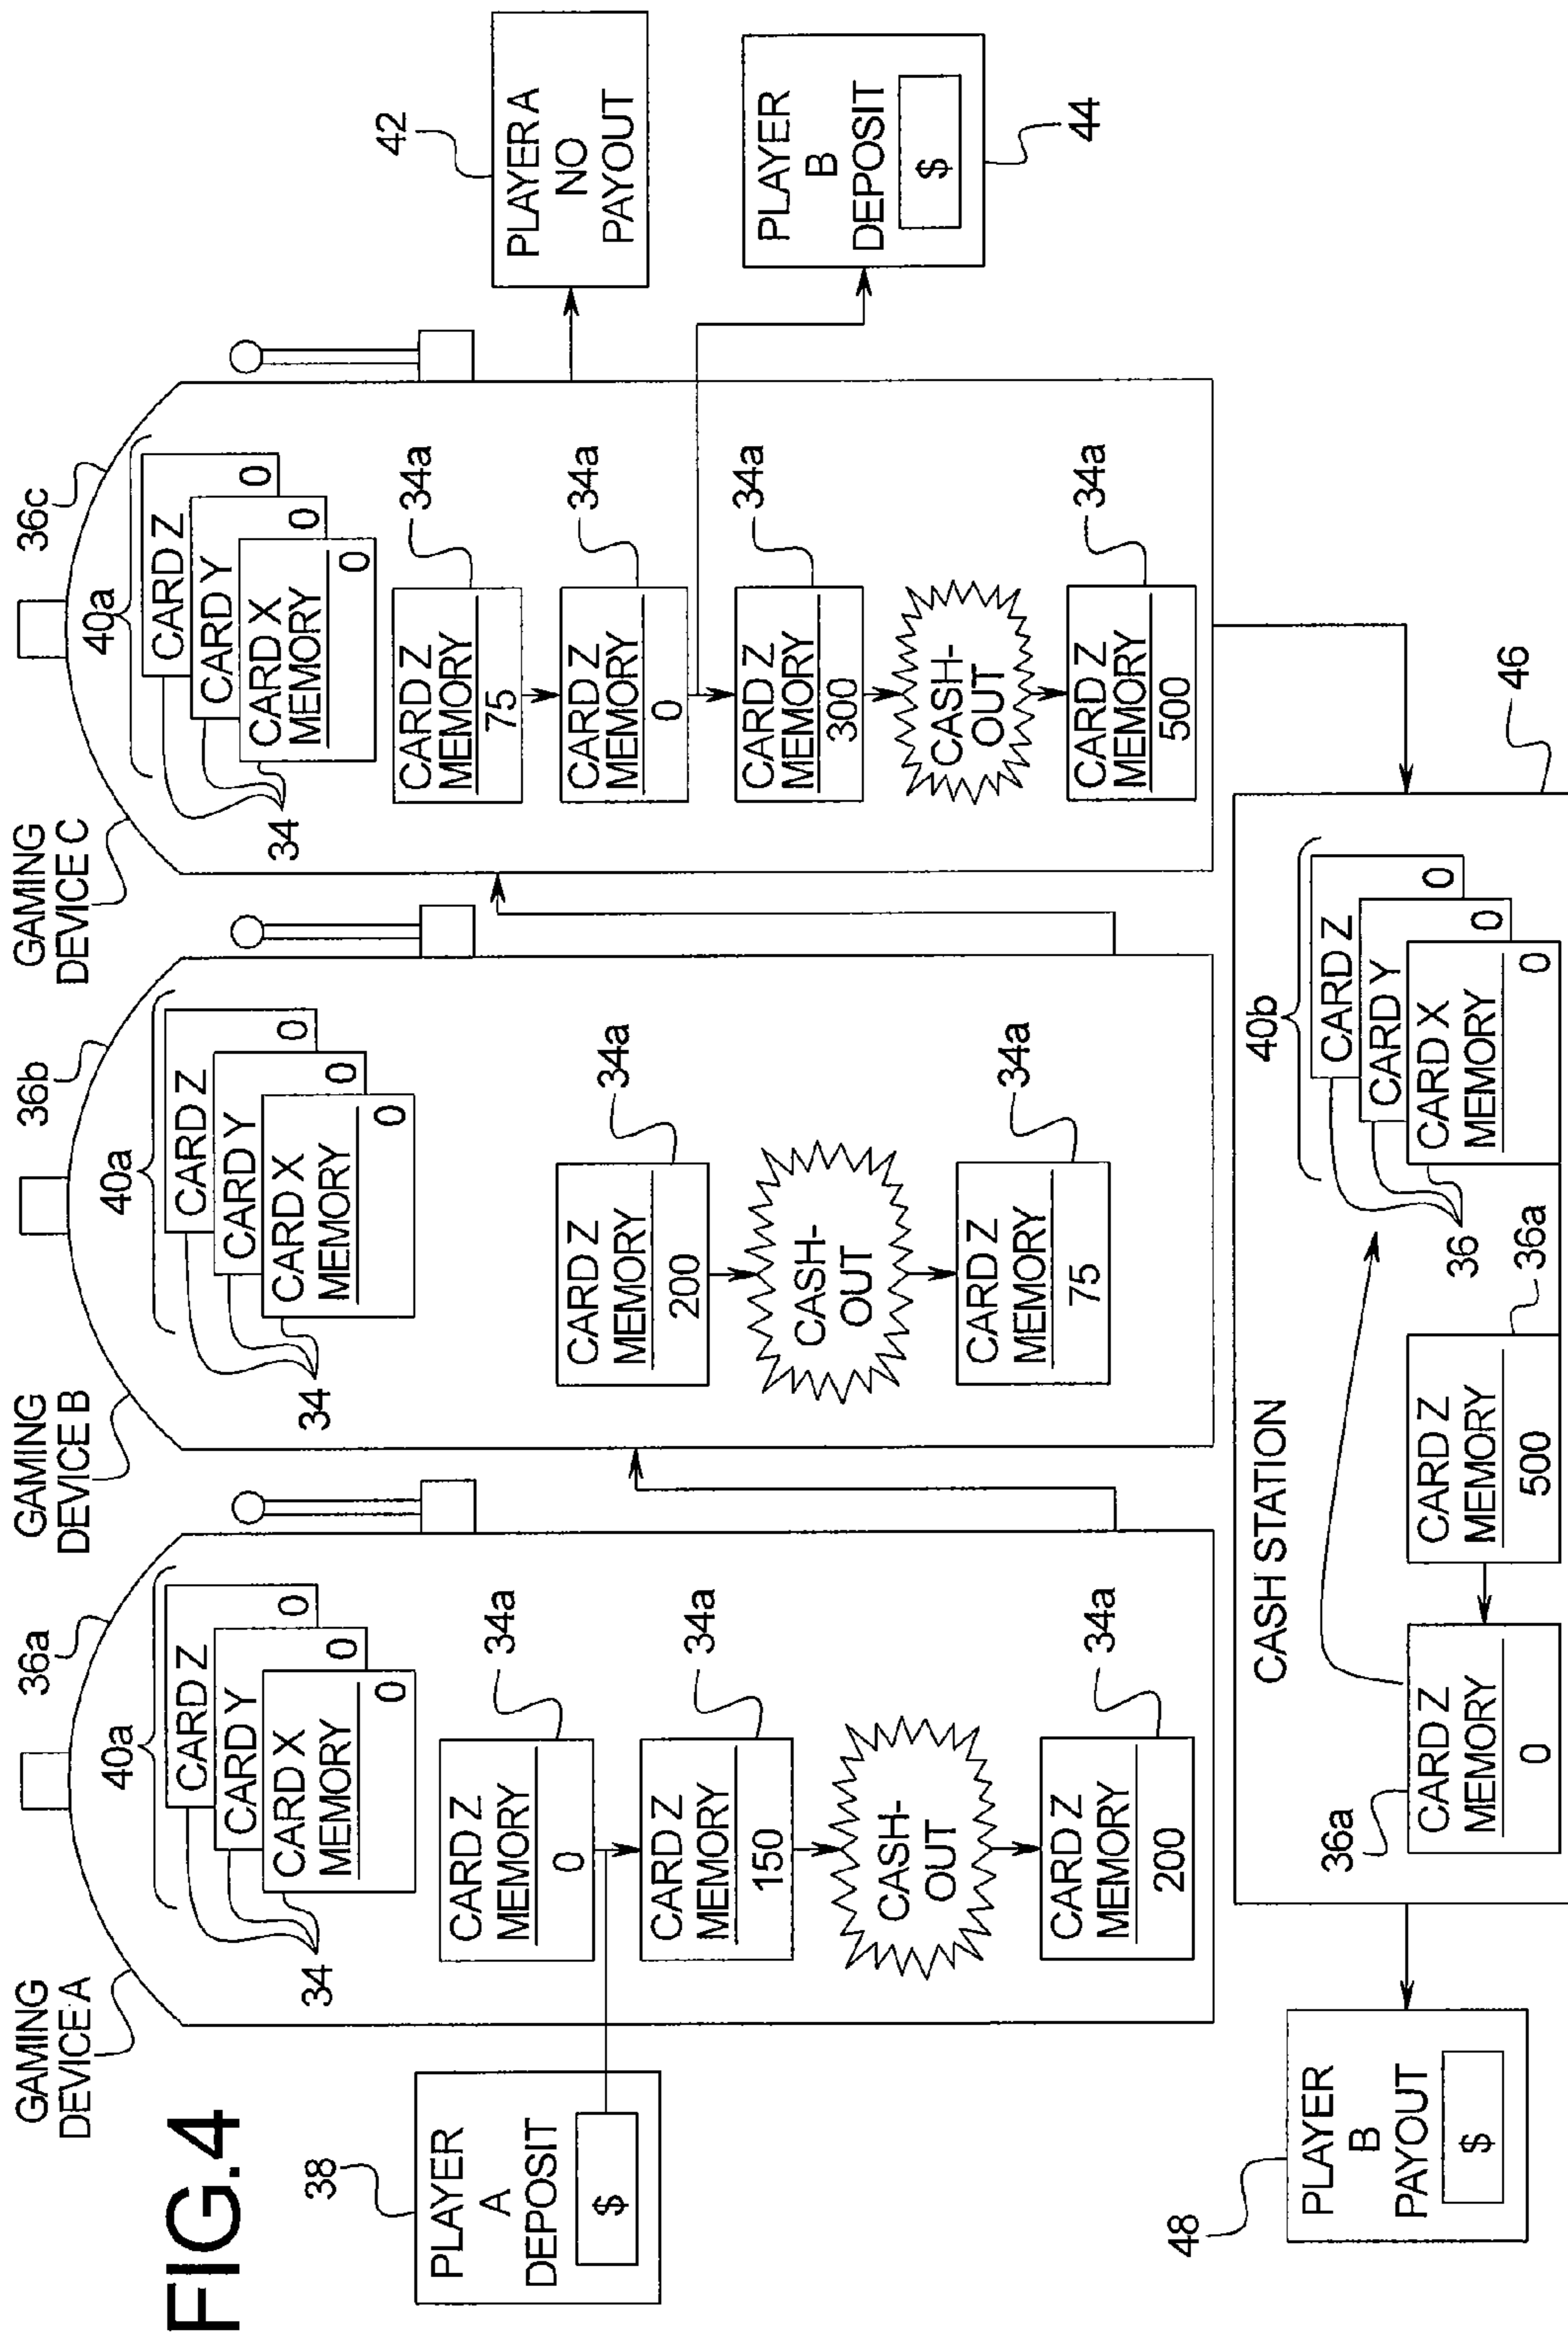 FIG.4
GAMING
DEVICE A
36a
40a
CARD Z
0
CARD Y
0
CARD X
MEMORY
0
34
38
PLAYER
A
DEPOSIT
$
CARD Z
MEMORY
0
34a
CARD Z
MEMORY
150
34a
CASH-
OUT
CARD Z
MEMORY
200
34a
GAMING
DEVICE B
36b
40a
CARD Z
0
CARD Y
0
CARD X
MEMORY
0
34
CARD Z
MEMORY
200
34a
CASH-
OUT
CARD Z
MEMORY
75
34a
GAMING
DEVICE C
36c
40a
CARD Z
0
CARD Y
0
CARD X
MEMORY
0
34
CARD Z
MEMORY
75
34a
CARD Z
MEMORY
0
34a
CARD Z
MEMORY
300
34a
CASH-
OUT
CARD Z
MEMORY
500
34a
42
PLAYER A
NO
PAYOUT
PLAYER
B
DEPOSIT
$
44
46
CASH STATION
40b
CARD Z
0
CARD Y
0
CARD X
MEMORY
0
36
36a
CARD Z
MEMORY
500
36a
CARD Z
MEMORY
0
48
PLAYER
B
PAYOUT
$